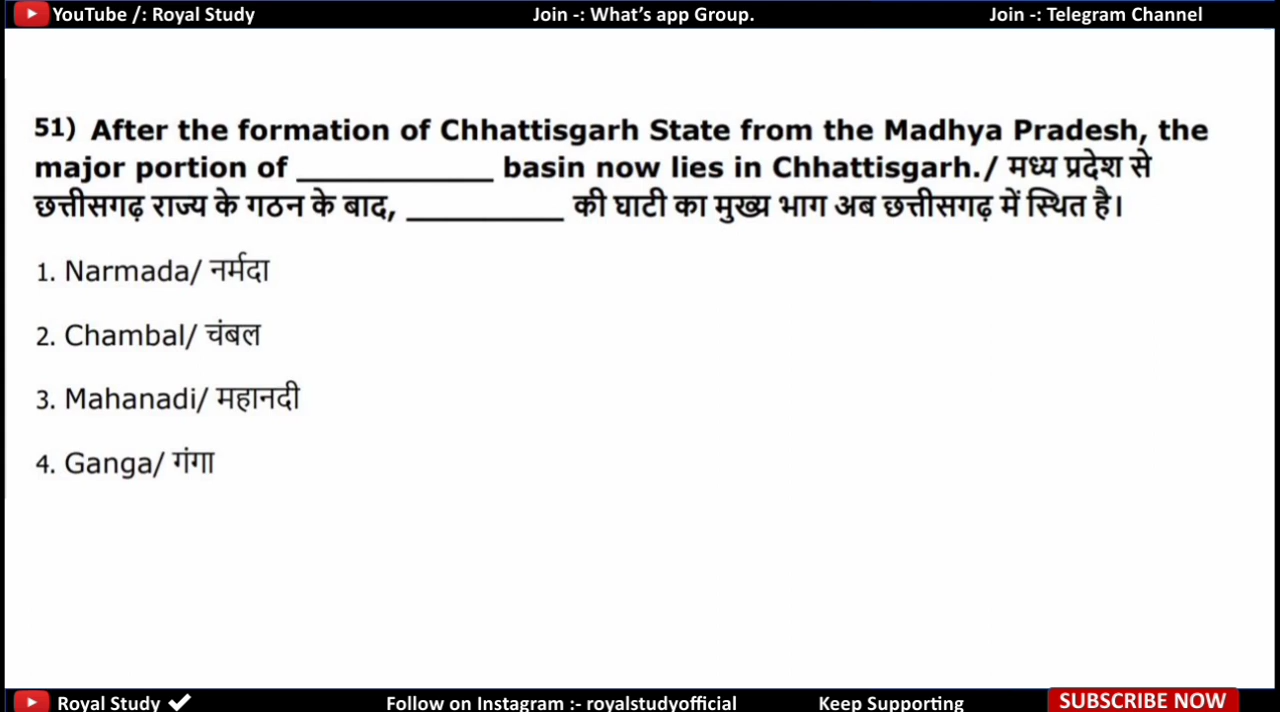 YouTube /: Royal Study Join -: What’s app Group. Join -: Telegram Channel
51) After the formation of Chhattisgarh State from the Madhya Pradesh, the
major portion of ____________ basin now lies in Chhattisgarh./ मध्य प्रदेश से
छत्तीसगढ़ राज्य के गठन के बाद, __________ की घाटी का मुख्य भाग अब छत्तीसगढ़ में स्थित है।
1. Narmada/ नर्मदा
2. Chambal/ चंबल
3. Mahanadi/ महानदी
4. Ganga/ गंगा
Royal Study ✔ Follow on Instagram :- royalstudyofficial Keep Supporting SUBSCRIBE NOW